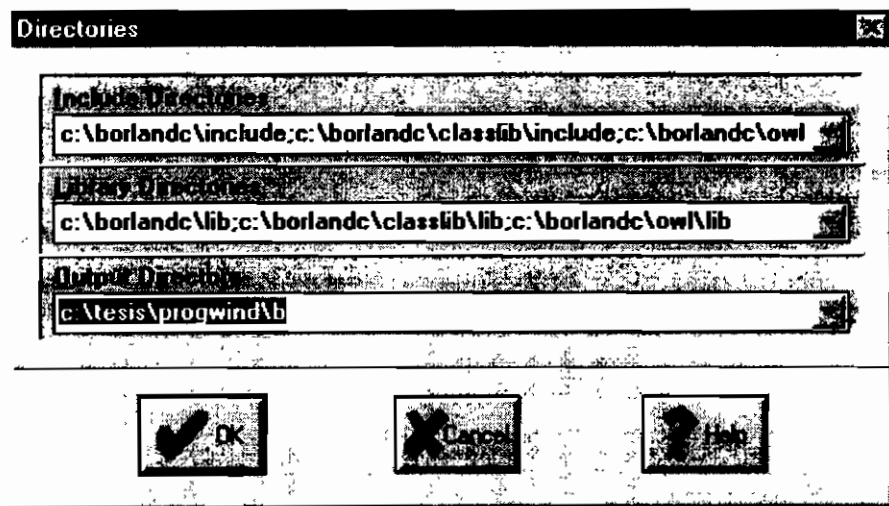 Directories
Include Directories
c:\borlandc\include;c:\borlandc\classlib\include;c:\borlandc\owl
Library Directories
c:\borlandc\lib;c:\borlandc\classlib\lib;c:\borlandc\owl\lib
Output Directory
c:\tesis\progwind\b
OK
Cancel
Help